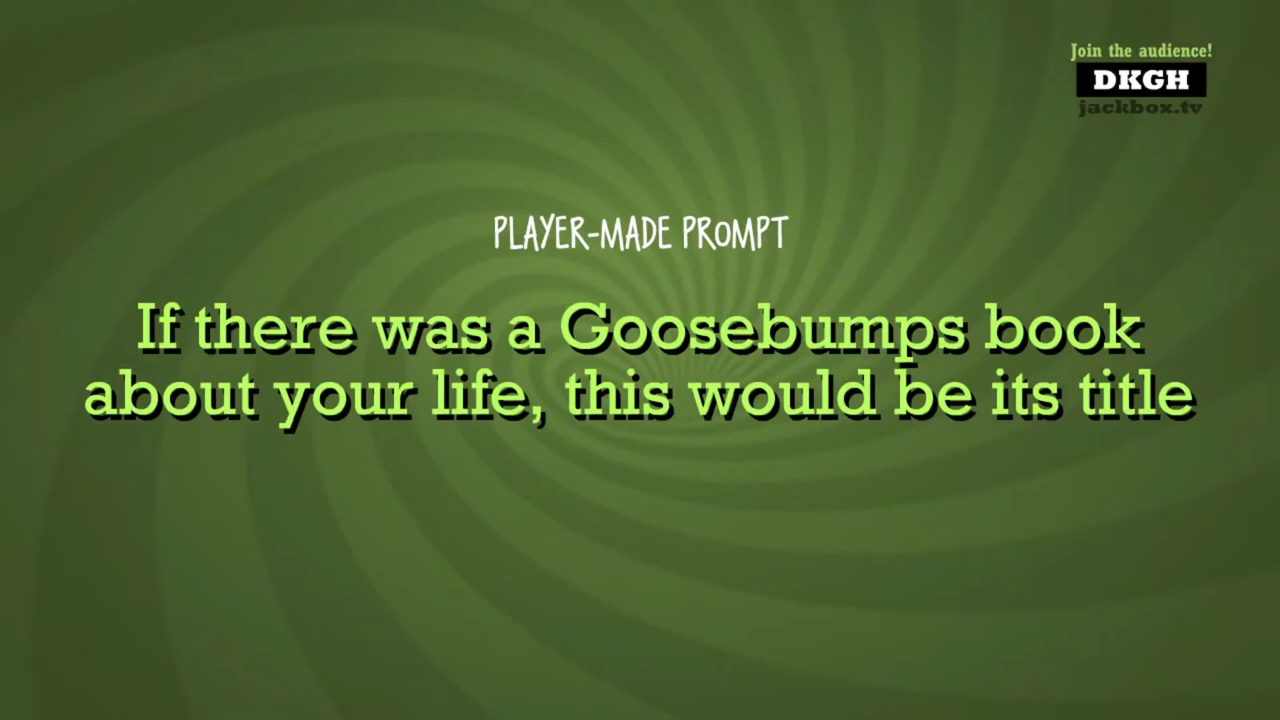 Join the audience!
DKGH
jackbox.tv
PLAYER-MADE PROMPT
If there was a Goosebumps book
about your life, this would be its title